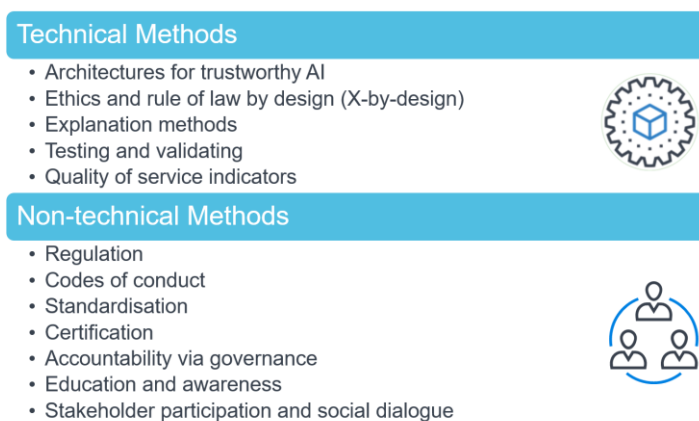 Technical Methods
• Architectures for trustworthy AI
• Ethics and rule of law by design (X-by-design)
• Explanation methods
• Testing and validating
• Quality of service indicators
Non-technical Methods
• Regulation
• Codes of conduct
• Standardisation
• Certification
• Accountability via governance
• Education and awareness
• Stakeholder participation and social dialogue